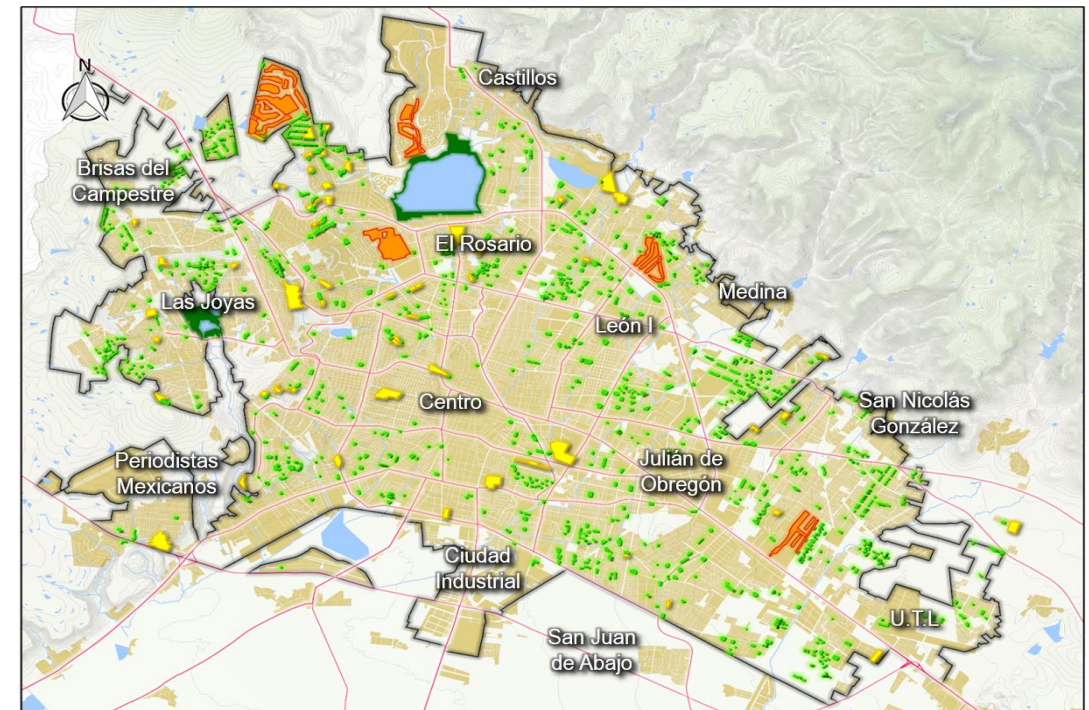 N
Castillos
Brisas del
Campestre
El Rosario
Las Joyas
Medina
León I
Centro
San Nicolás
González
Periodistas
Mexicanos
Julián de
Obregón
Ciudad
Industrial
U.T.L
San Juan
de Abajo